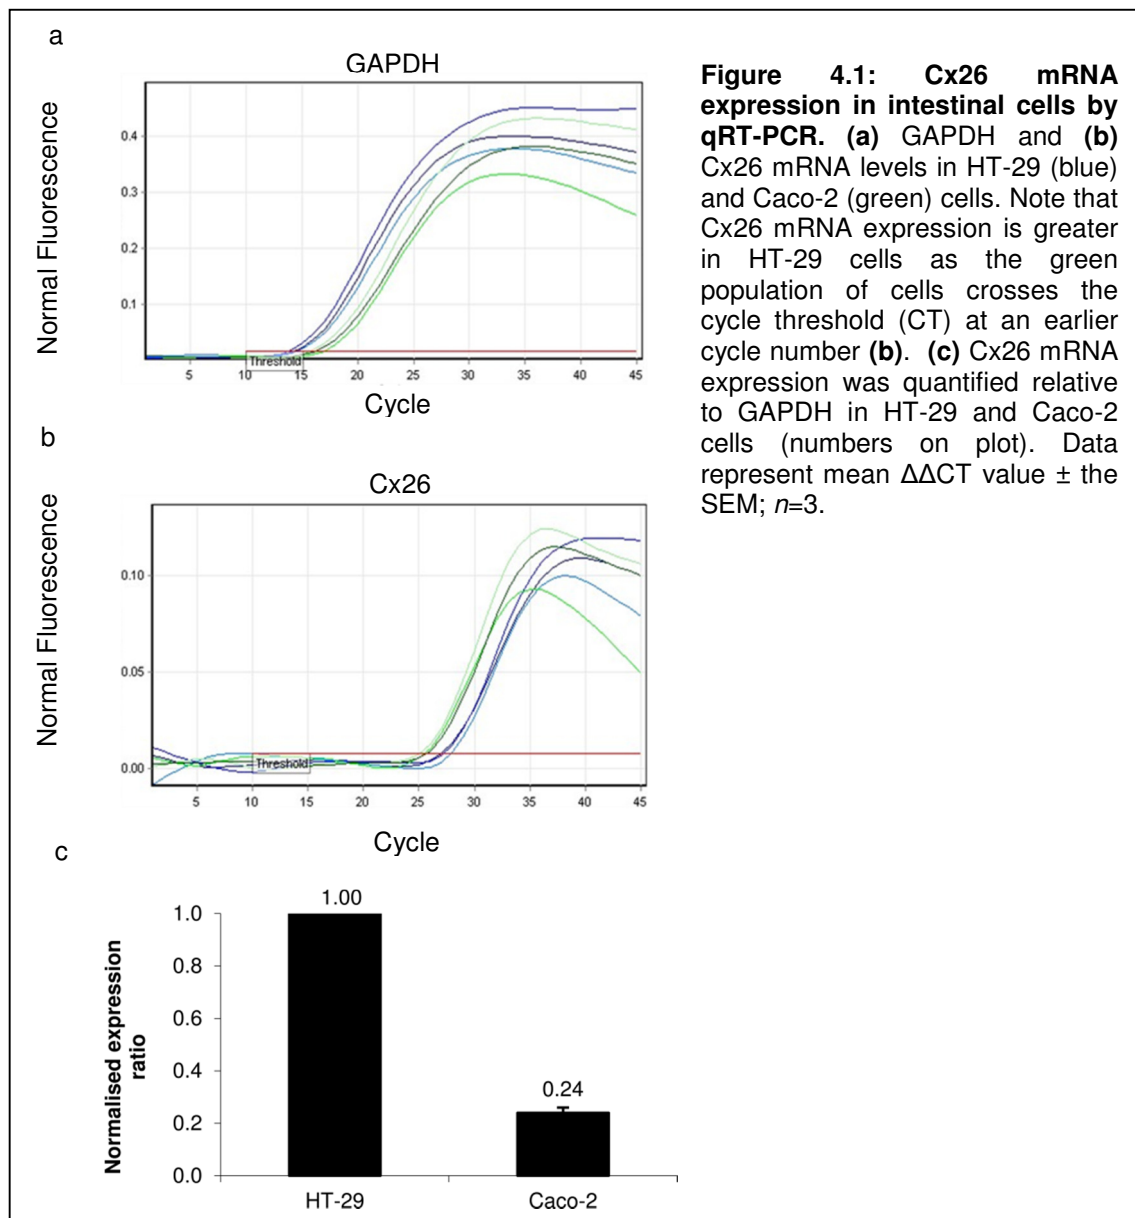 a
GAPDH
Normal Fluorescence
0.4
0.3
0.2
0.1
Threshold
5 10 15 20 25 30 35 40 45
Cycle
Figure 4.1: Cx26 mRNA
expression in intestinal cells by
qRT-PCR. (a) GAPDH and (b)
Cx26 mRNA levels in HT-29 (blue)
and Caco-2 (green) cells. Note that
Cx26 mRNA expression is greater
in HT-29 cells as the green
population of cells crosses the
cycle threshold (CT) at an earlier
cycle number (b). (c) Cx26 mRNA
expression was quantified relative
to GAPDH in HT-29 and Caco-2
cells (numbers on plot). Data
represent mean ΔΔCT value ± the
SEM; n=3.
b
Cx26
Normal Fluorescence
0.10
0.05
0.00
Threshold
5 10 15 20 25 30 35 40 45
Cycle
c
Normalised expression
ratio
1.0
0.8
0.6
0.4
0.2
0.0
1.00
0.24
HT-29 Caco-2